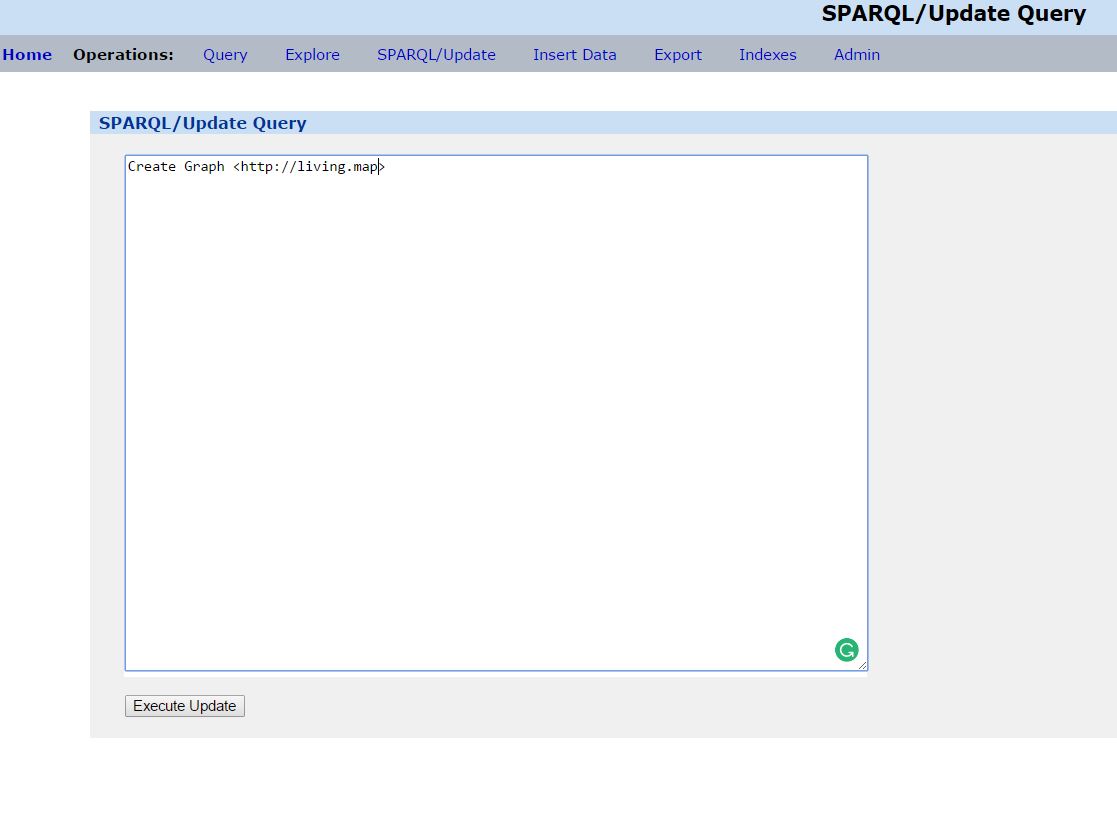 SPARQL/Update Query
Home Operations: Query Explore SPARQL/Update Insert Data Export Indexes Admin
SPARQL/Update Query
Create Graph <http://living.map>
Execute Update